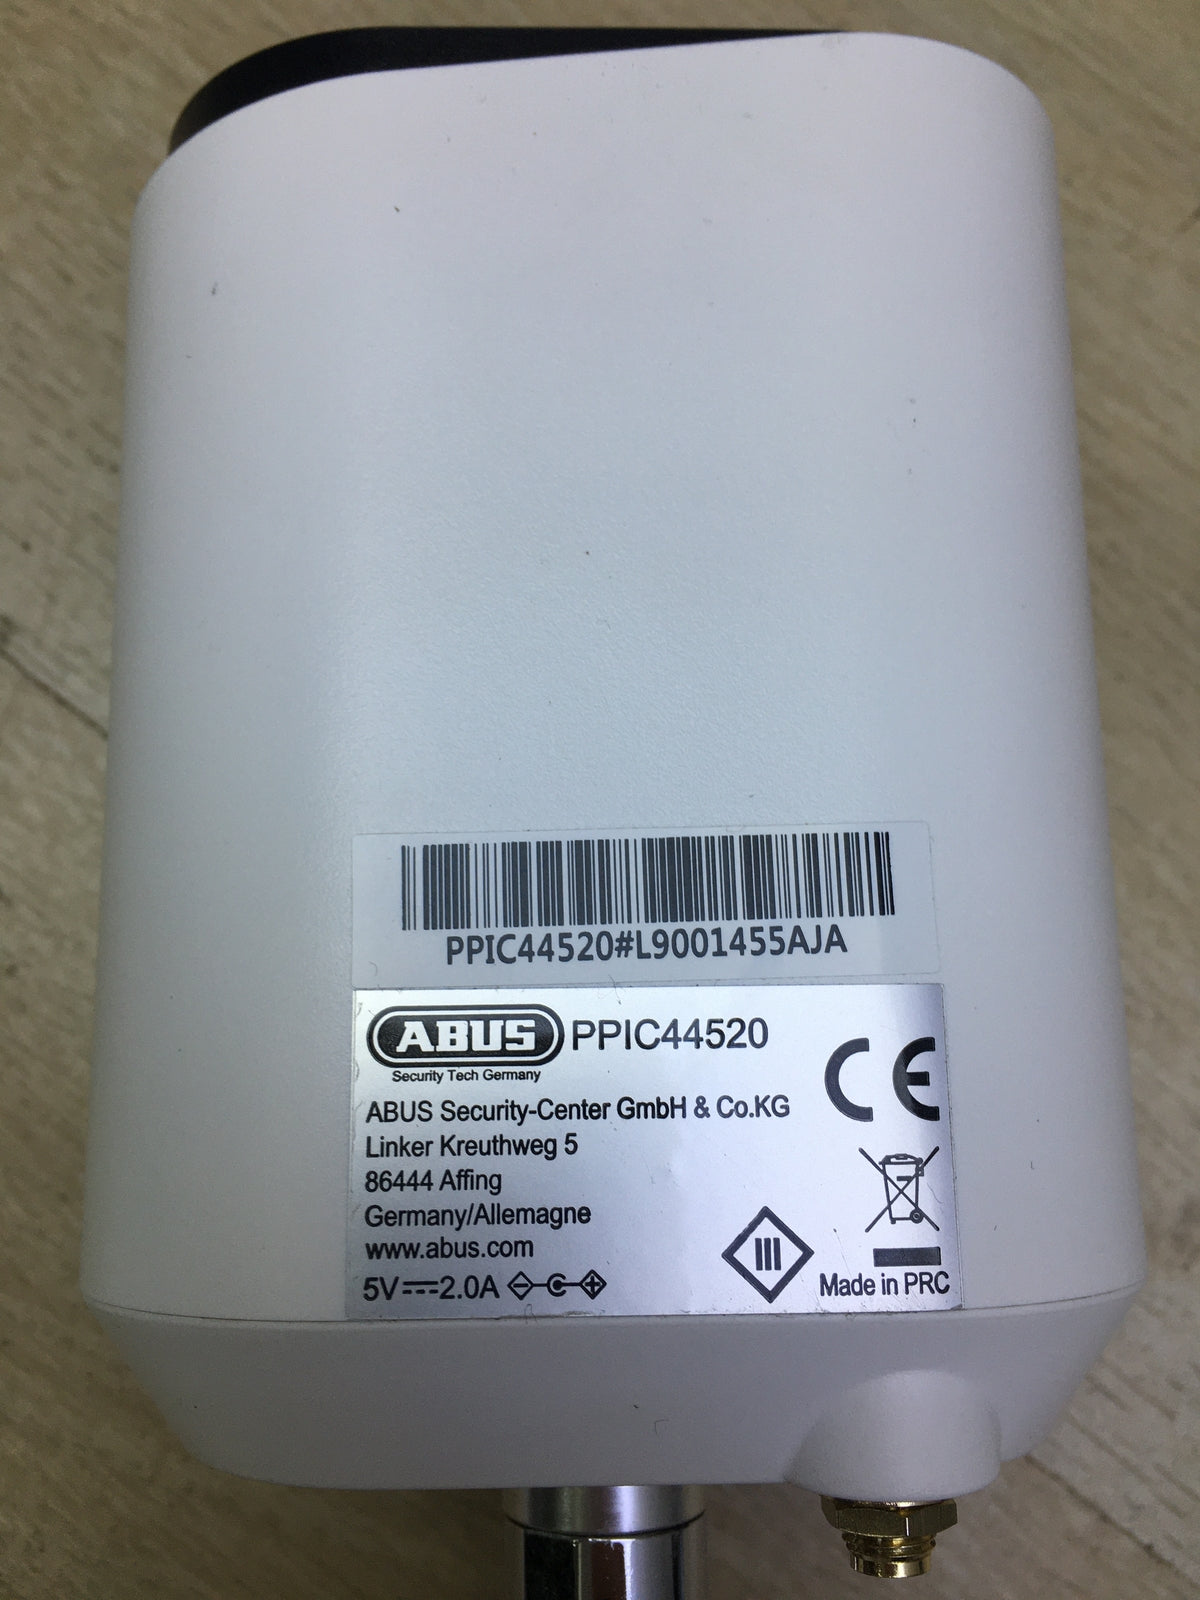 PPIC44520#L9001455AJA
ABUS PPIC44520
Security Tech Germany
ABUS Security-Center GmbH & Co.KG
Linker Kreuthweg 5
86444 Affing
Germany/Allemagne
www.abus.com
5V⎓2.0A
CE
III
Made in PRC